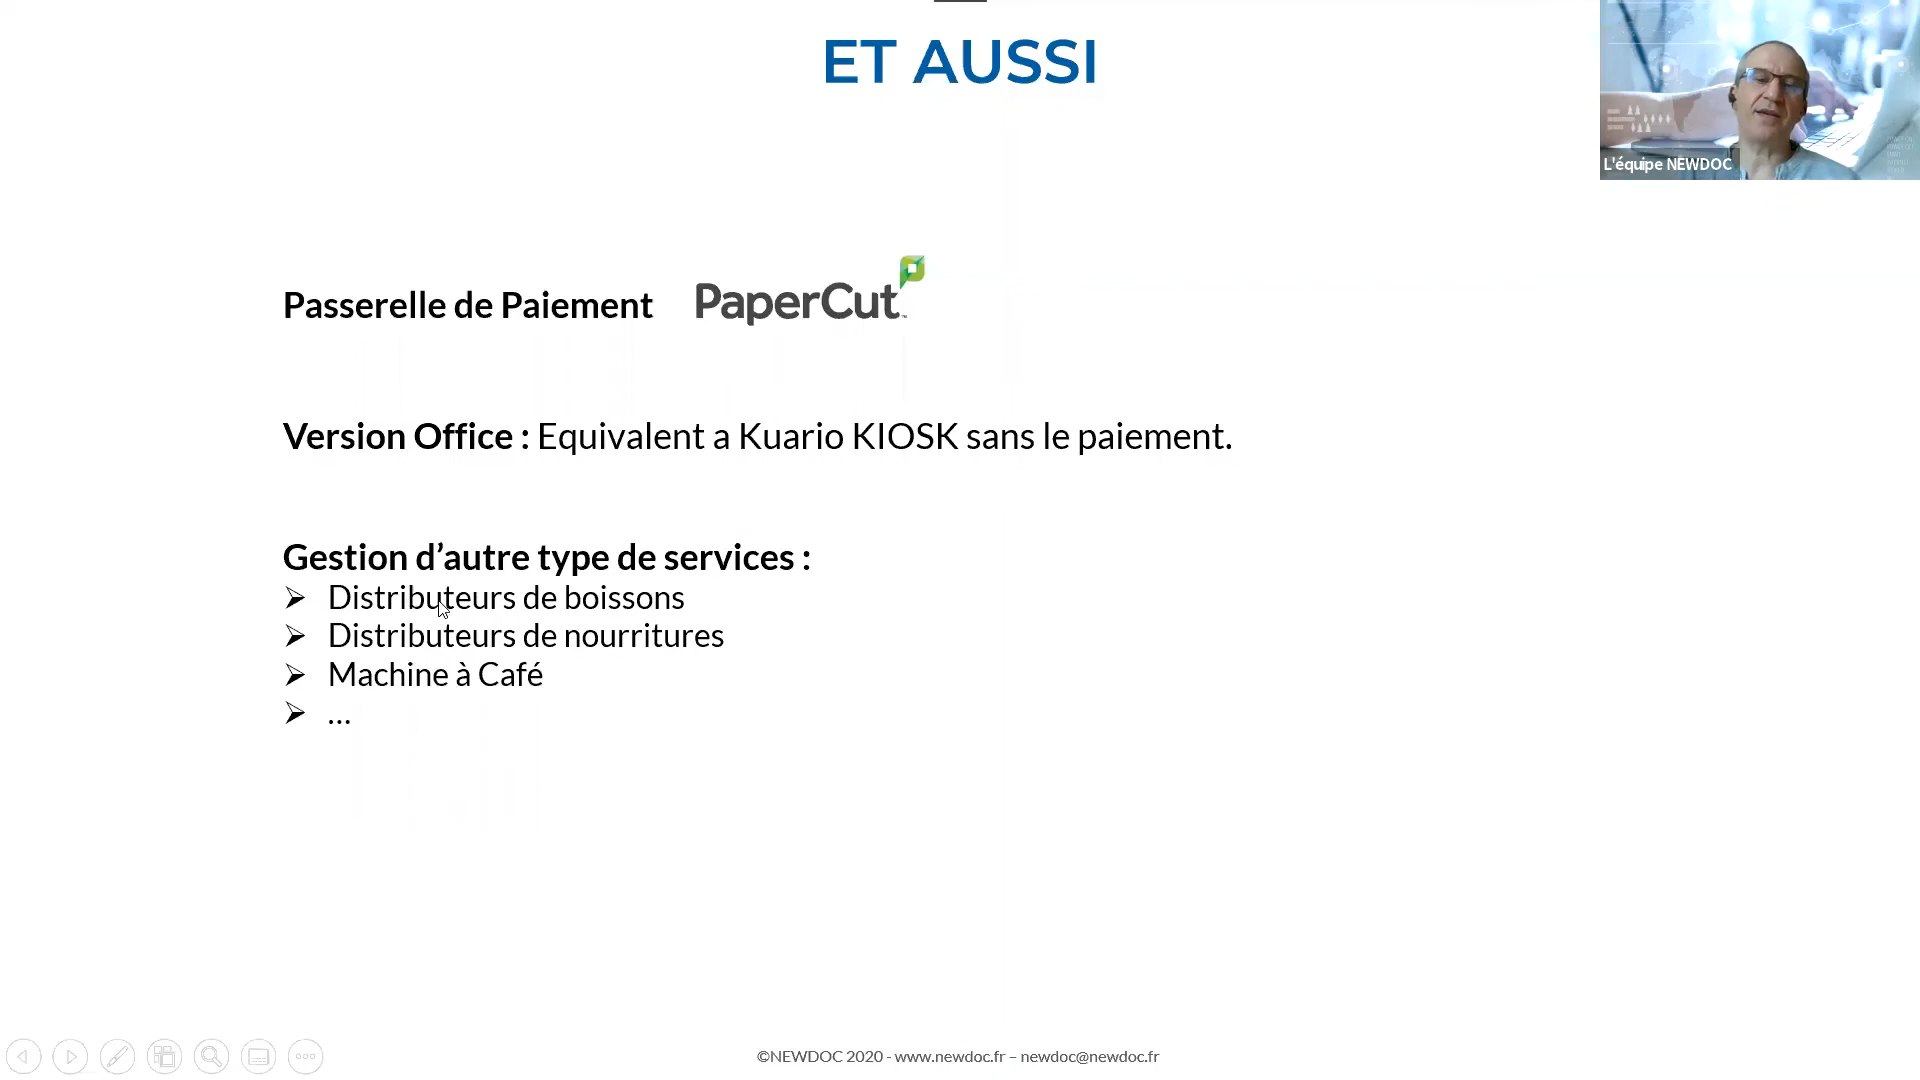 ET AUSSI
L'équipe NEWDOC
Passerelle de Paiement PaperCut™
Version Office : Equivalent a Kuario KIOSK sans le paiement.
Gestion d’autre type de services :
➢ Distributeurs de boissons
➢ Distributeurs de nourritures
➢ Machine à Café
➢ ...
©NEWDOC 2020 - www.newdoc.fr – newdoc@newdoc.fr